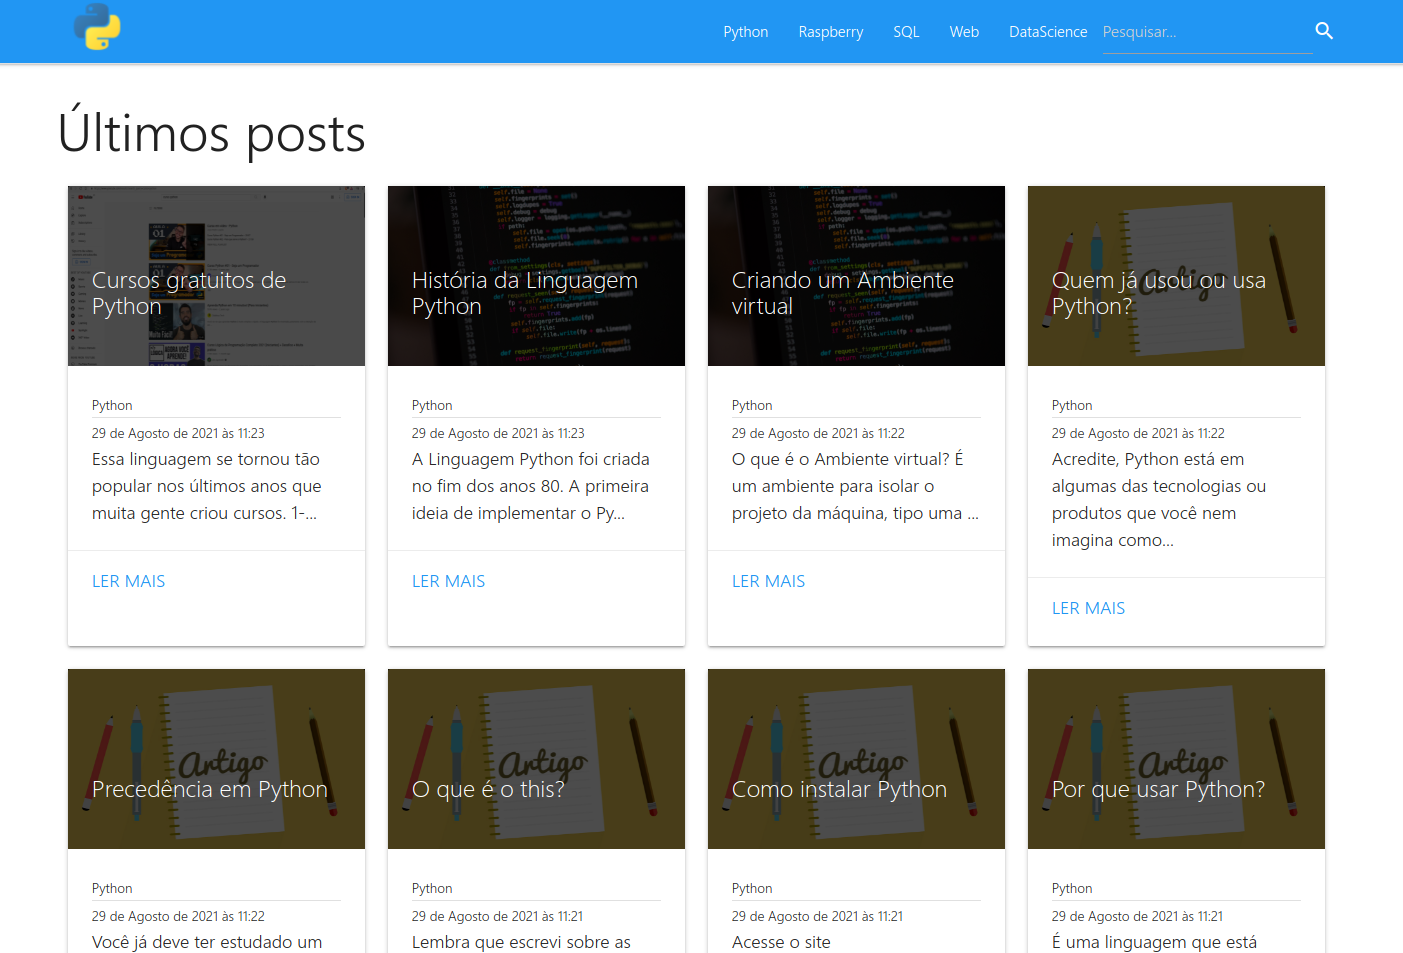 Python Raspberry SQL Web DataScience Pesquisar...
Últimos posts
Cursos gratuitos de
Python
Python
29 de Agosto de 2021 às 11:23
Essa linguagem se tornou tão
popular nos últimos anos que
muita gente criou cursos. 1-...
LER MAIS
História da Linguagem
Python
Python
29 de Agosto de 2021 às 11:23
A Linguagem Python foi criada
no fim dos anos 80. A primeira
ideia de implementar o Py...
LER MAIS
Criando um Ambiente
virtual
Python
29 de Agosto de 2021 às 11:22
O que é o Ambiente virtual? É
um ambiente para isolar o
projeto da máquina, tipo uma ...
LER MAIS
Artigo
Quem já usou ou usa
Python?
Python
29 de Agosto de 2021 às 11:22
Acredite, Python está em
algumas das tecnologias ou
produtos que você nem
imagina como...
LER MAIS
Artigo
Precedência em Python
Python
29 de Agosto de 2021 às 11:22
Você já deve ter estudado um
Artigo
O que é o this?
Python
29 de Agosto de 2021 às 11:21
Lembra que escrevi sobre as
Artigo
Como instalar Python
Python
29 de Agosto de 2021 às 11:21
Acesse o site
Artigo
Por que usar Python?
Python
29 de Agosto de 2021 às 11:21
É uma linguagem que está